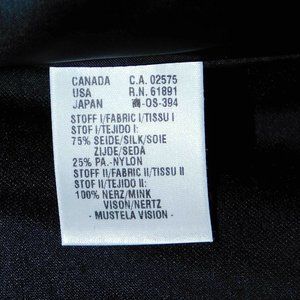 CANADA C.A. 02575
USA R.N. 61891
JAPAN 商-OS-394
STOFF I/FABRIC I/TISSU I
STOF I/TEJIDO I:
75% SEIDE/SILK/SOIE
ZIJDE/SEDA
25% PA.-NYLON
STOFF II/FABRIC II/TISSU II
STOF II/TEJIDO II:
100% NERZ/MINK
VISON/NERTZ
- MUSTELA VISION -